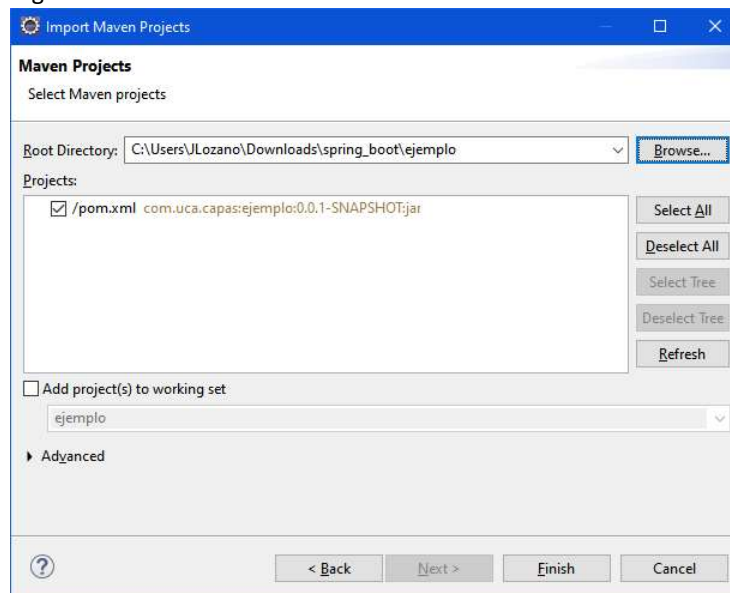 Import Maven Projects
Maven Projects
Select Maven projects
Root Directory: C:\Users\JLozano\Downloads\spring_boot\ejemplo Browse...
Projects:
/pom.xml com.uca.capas:ejemplo:0.0.1-SNAPSHOT:jar
Select All
Deselect All
Select Tree
Deselect Tree
Refresh
Add project(s) to working set
ejemplo
Advanced
< Back Next > Finish Cancel